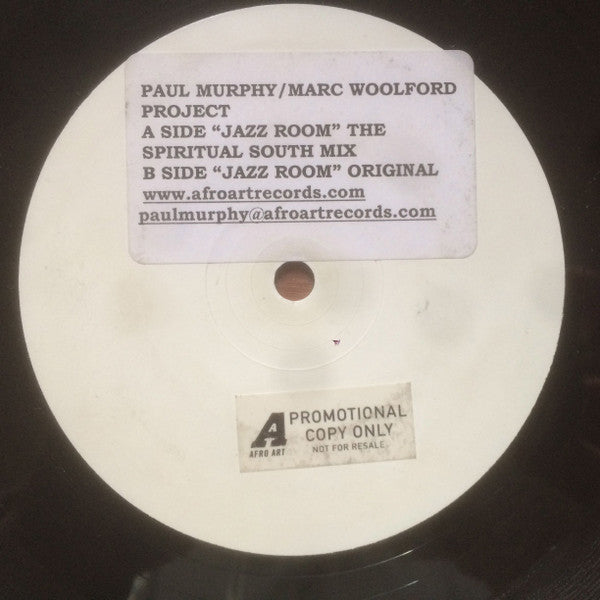 PAUL MURPHY/MARC WOOLFORD
PROJECT
A SIDE “JAZZ ROOM” THE
SPIRITUAL SOUTH MIX
B SIDE “JAZZ ROOM” ORIGINAL
www.afroartrecords.com
paulmurphy@afroartrecords.com
A
AFRO ART
PROMOTIONAL
COPY ONLY
NOT FOR RESALE